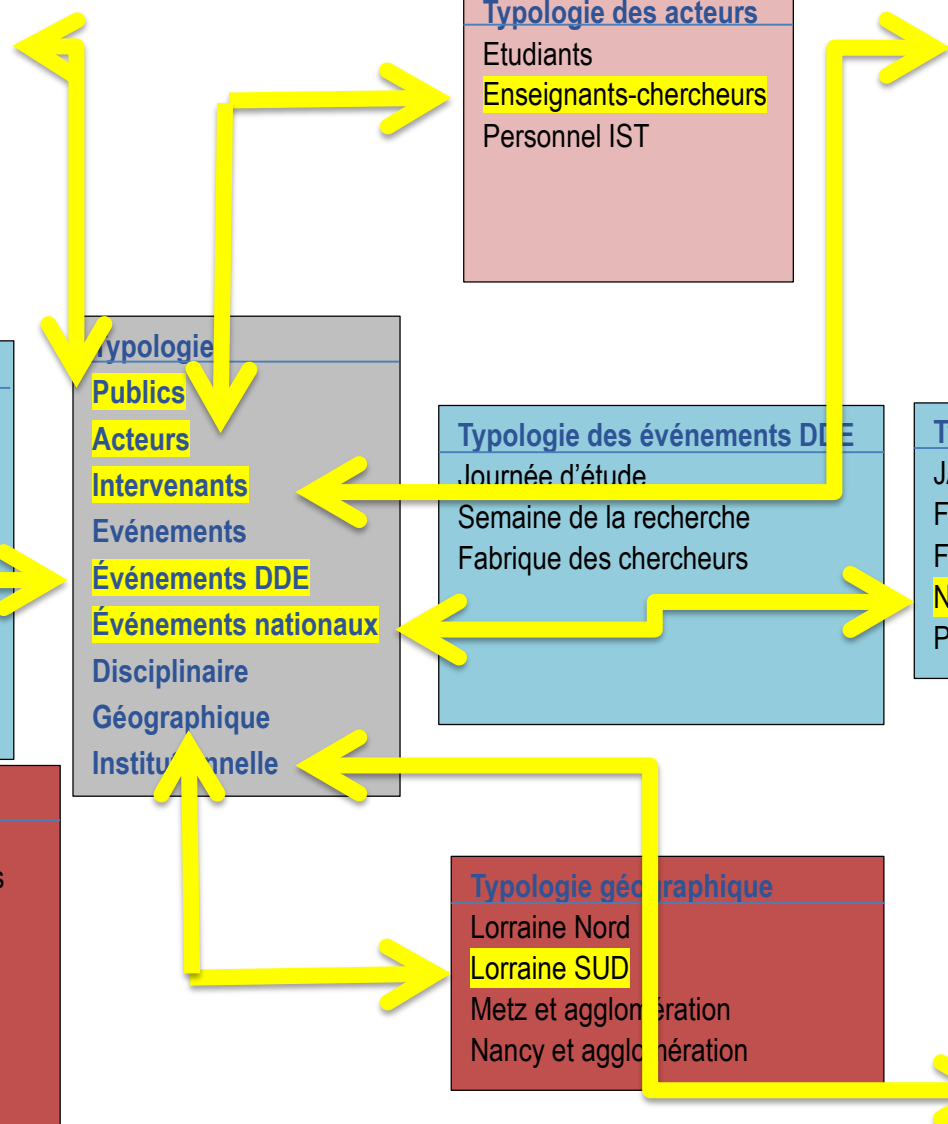 Typologie des acteurs
Etudiants
Enseignants-chercheurs
Personnel IST
Typologie
Publics
Acteurs
Intervenants
Evénements
Événements DDE
Événements nationaux
Disciplinaire
Géographique
Institutionnelle
Typologie des événements DDE
Journée d'étude
Semaine de la recherche
Fabrique des chercheurs
Typologie géographique
Lorraine Nord
Lorraine SUD
Metz et agglomération
Nancy et agglomération